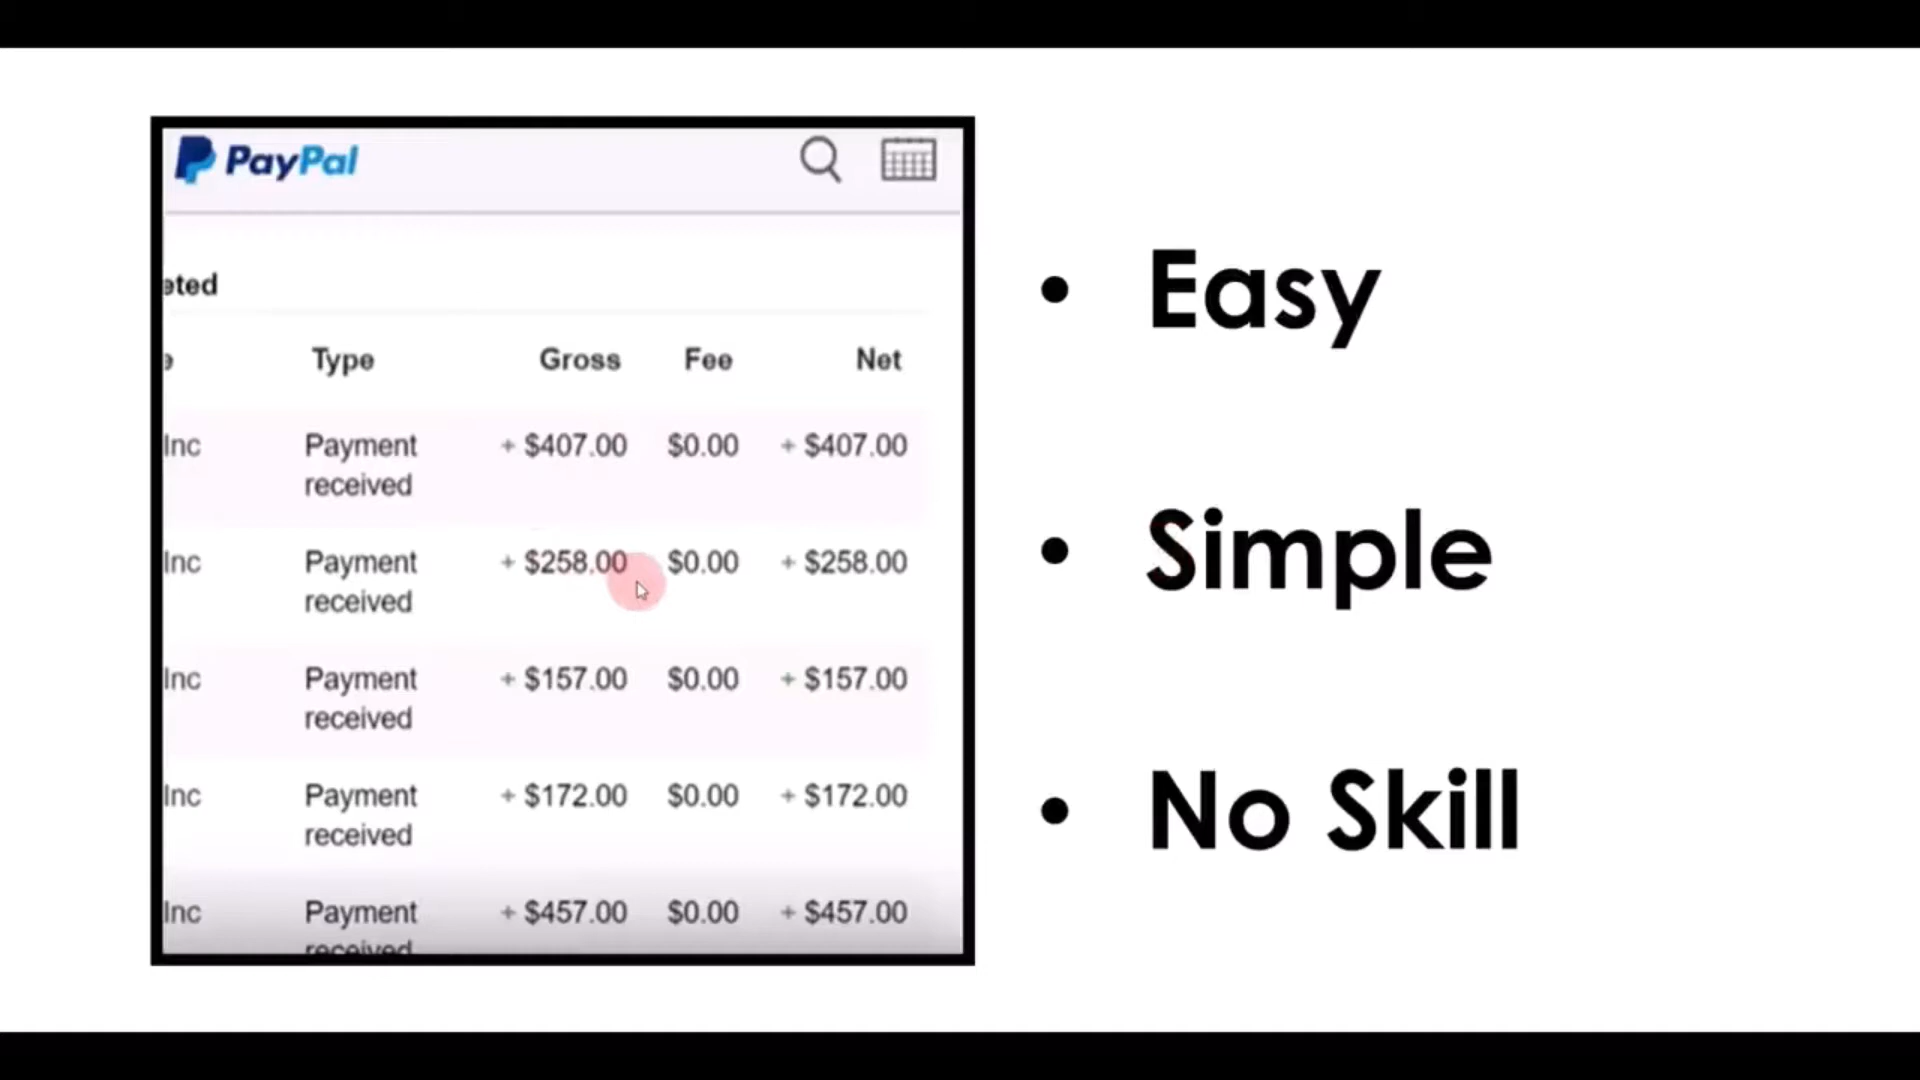 PayPal
eted
Type Gross Fee Net
Inc Payment received + $407.00 $0.00 + $407.00
Inc Payment received + $258.00 $0.00 + $258.00
Inc Payment received + $157.00 $0.00 + $157.00
Inc Payment received + $172.00 $0.00 + $172.00
Inc Payment received + $457.00 $0.00 + $457.00
• Easy
• Simple
• No Skill